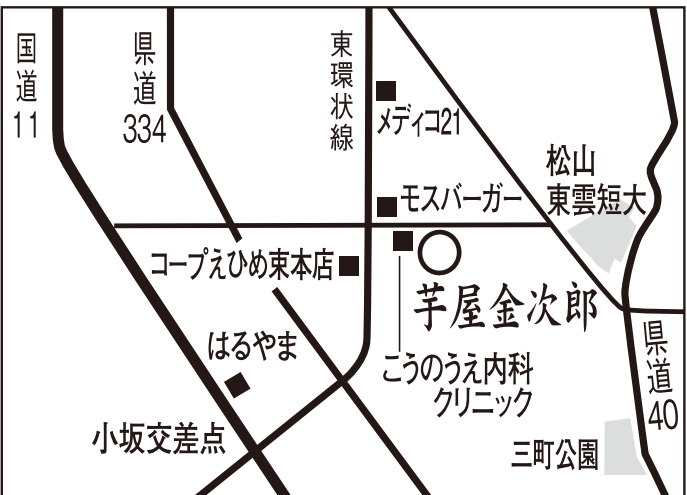 国道
11
県道
334
東環状線
メディコ21
松山
東雲短大
モスバーガー
コープえひめ束本店
芋屋金次郎
はるやま
こうのうえ内科
クリニック
県道
40
小坂交差点
三町公園